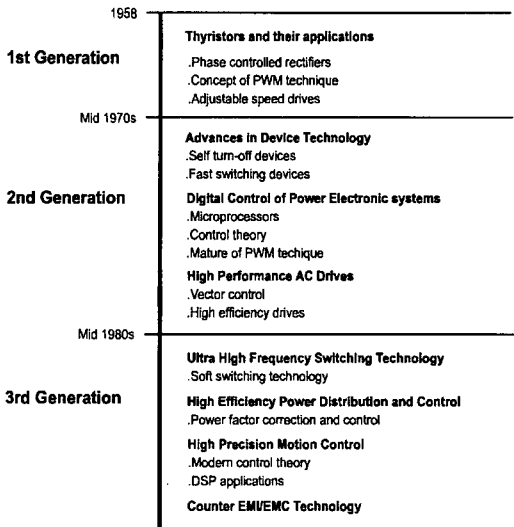 1958
Thyristors and their applications
1st Generation
.Phase controlled rectifiers
.Concept of PWM technique
.Adjustable speed drives
Mid 1970s
Advances in Device Technology
.Self turn-off devices
.Fast switching devices
2nd Generation
Digital Control of Power Electronic systems
.Microprocessors
.Control theory
.Mature of PWM techique
High Performance AC Drives
.Vector control
.High efficiency drives
Mid 1980s
Ultra High Frequency Switching Technology
.Soft switching technology
3rd Generation
High Efficiency Power Distribution and Control
.Power factor correction and control
High Precision Motion Control
.Modern control theory
.DSP applications
Counter EMI/EMC Technology